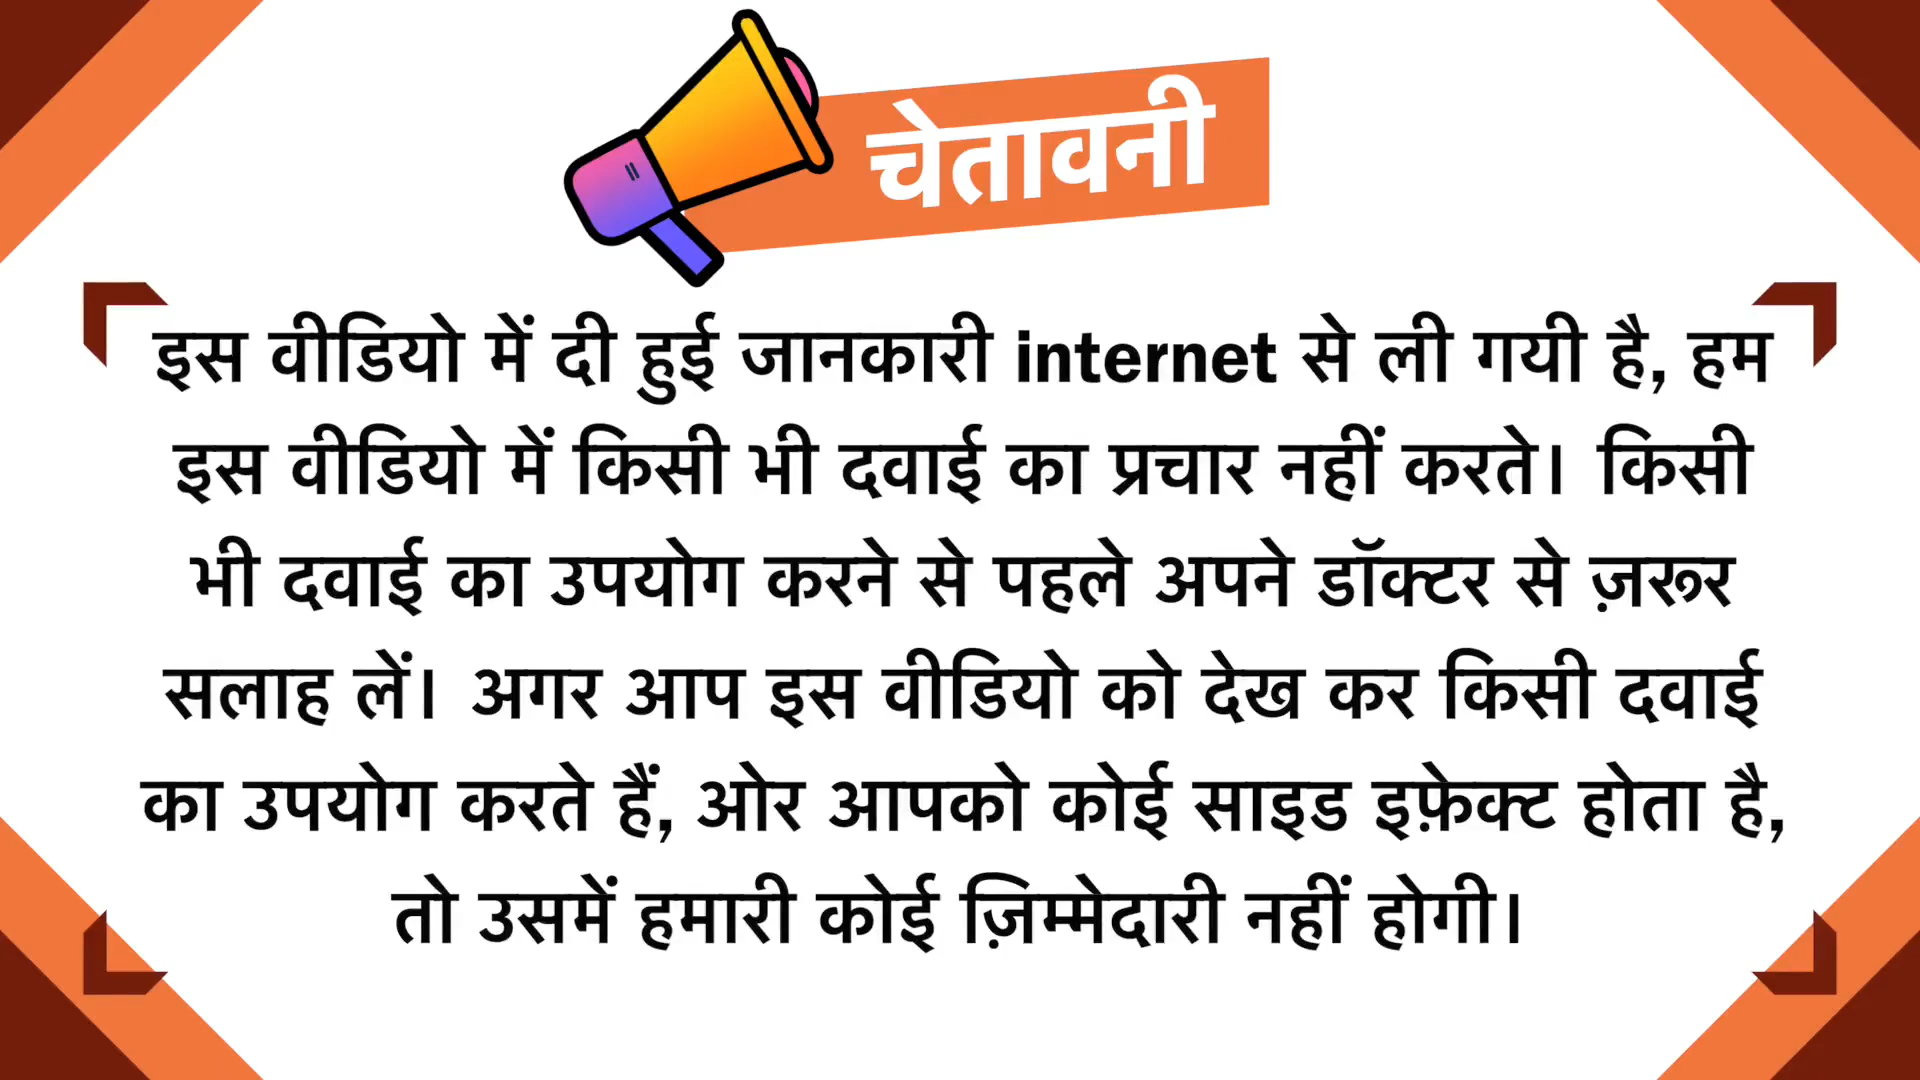 चेतावनी
इस वीडियो में दी हुई जानकारी internet से ली गयी है, हम
इस वीडियो में किसी भी दवाई का प्रचार नहीं करते। किसी
भी दवाई का उपयोग करने से पहले अपने डॉक्टर से ज़रूर
सलाह लें। अगर आप इस वीडियो को देख कर किसी दवाई
का उपयोग करते हैं, ओर आपको कोई साइड इफ़ेक्ट होता है,
तो उसमें हमारी कोई ज़िम्मेदारी नहीं होगी।